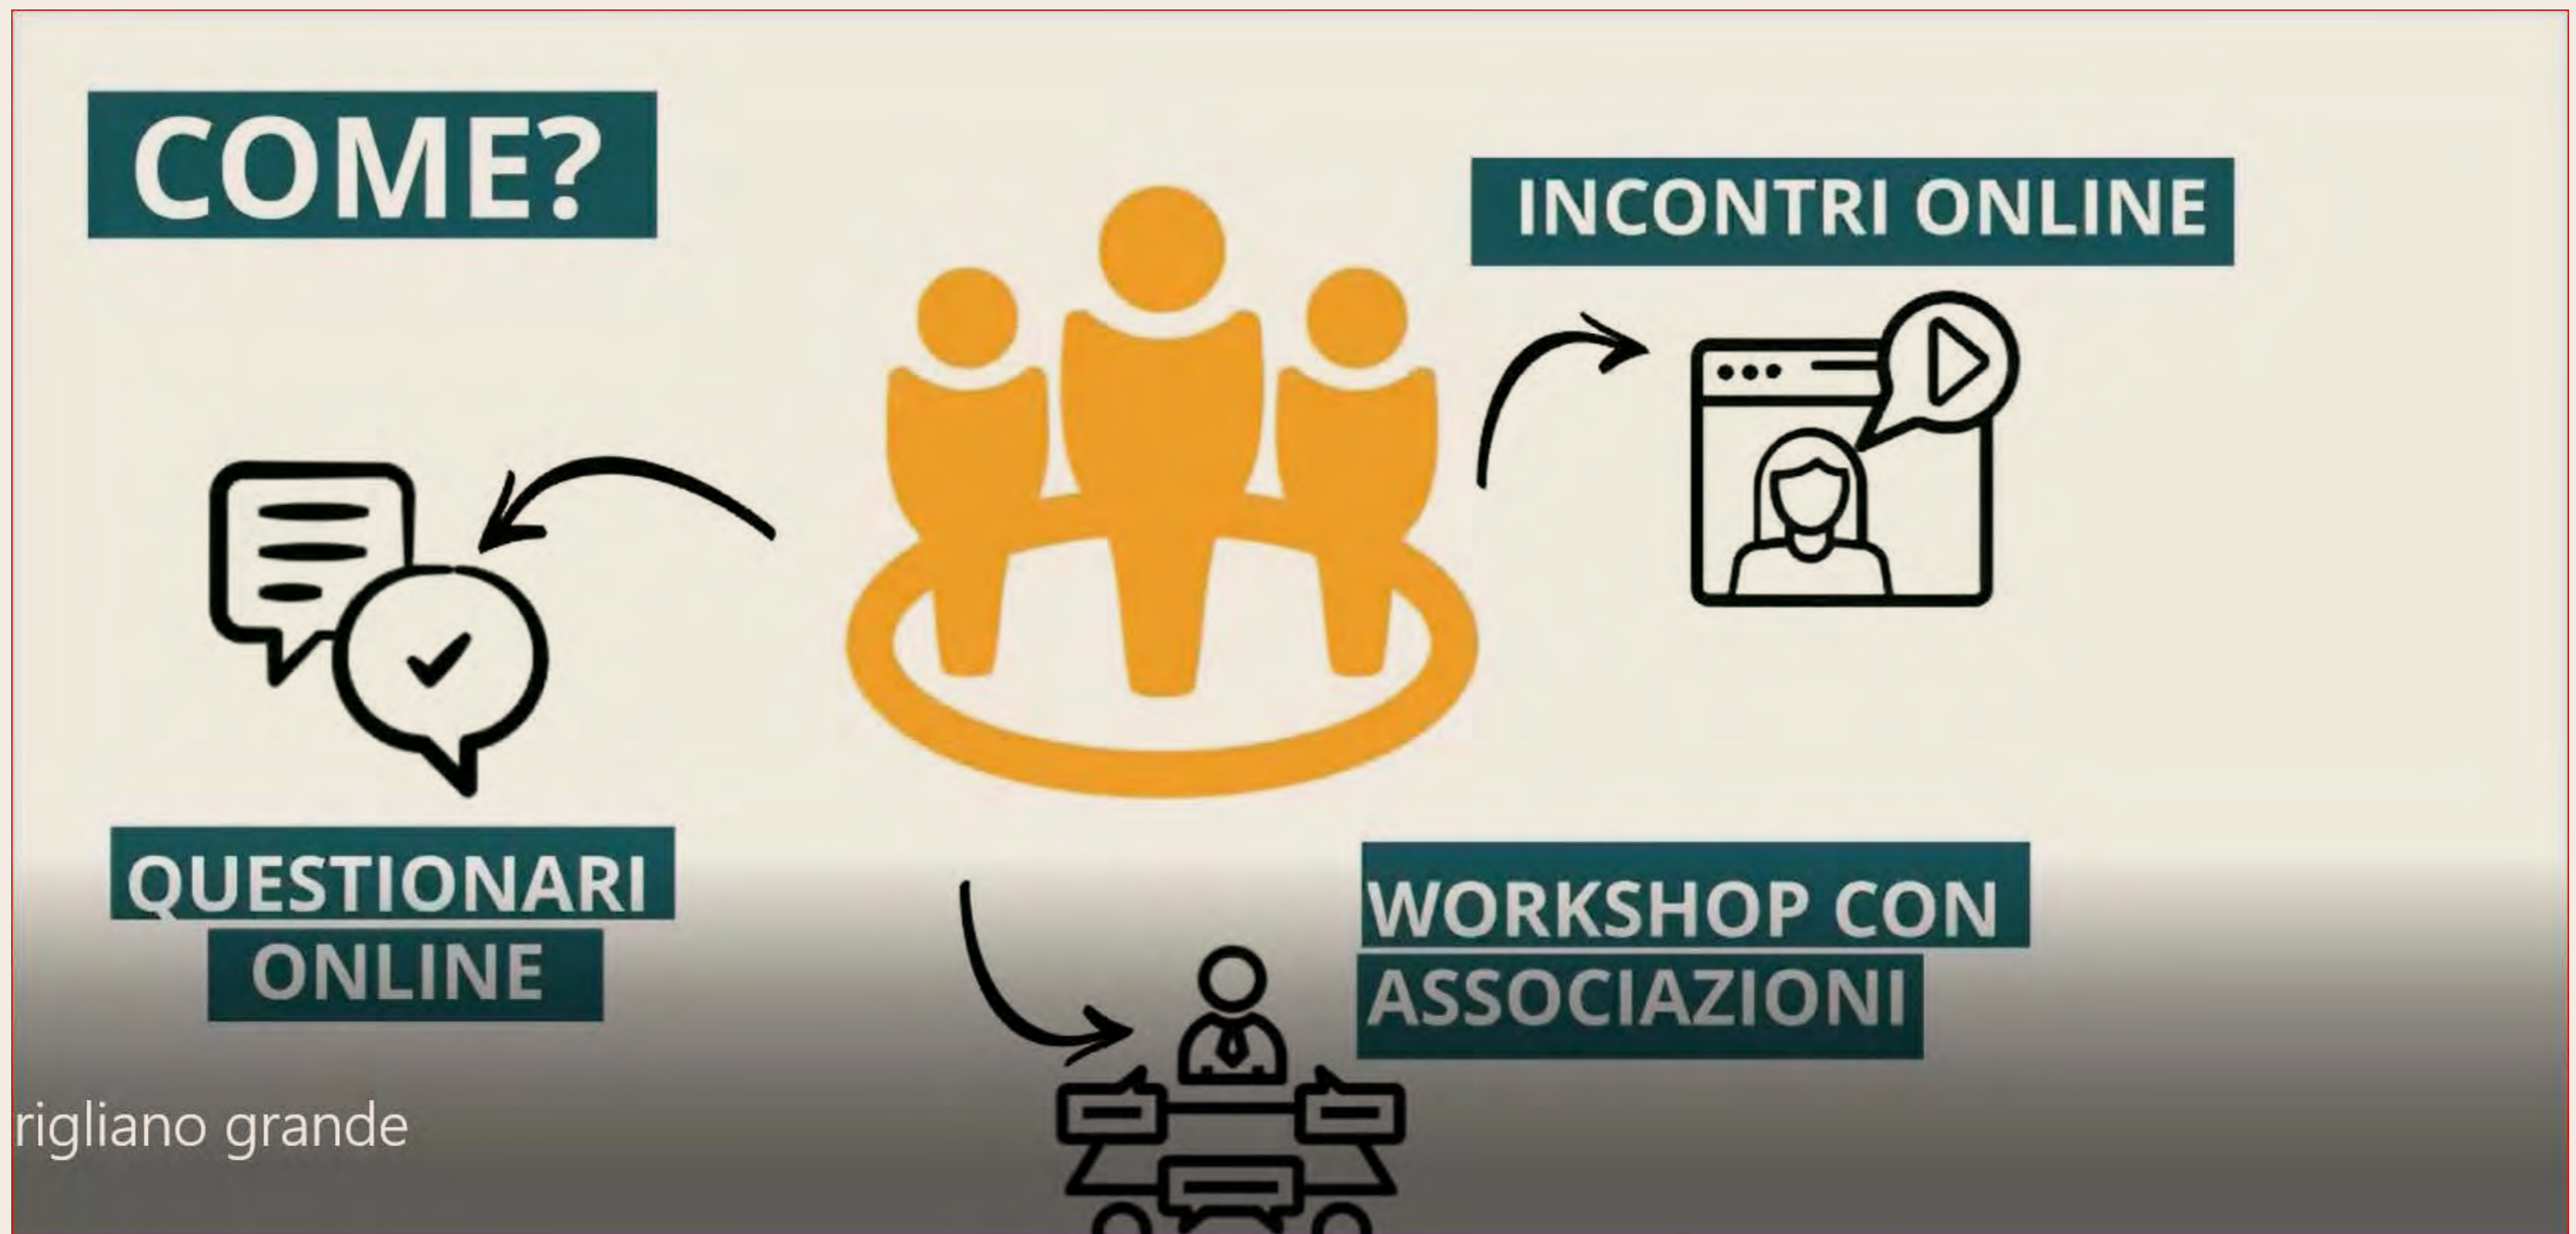 COME?
INCONTRI ONLINE
QUESTIONARI
ONLINE
WORKSHOP CON
ASSOCIAZIONI
rigliano grande